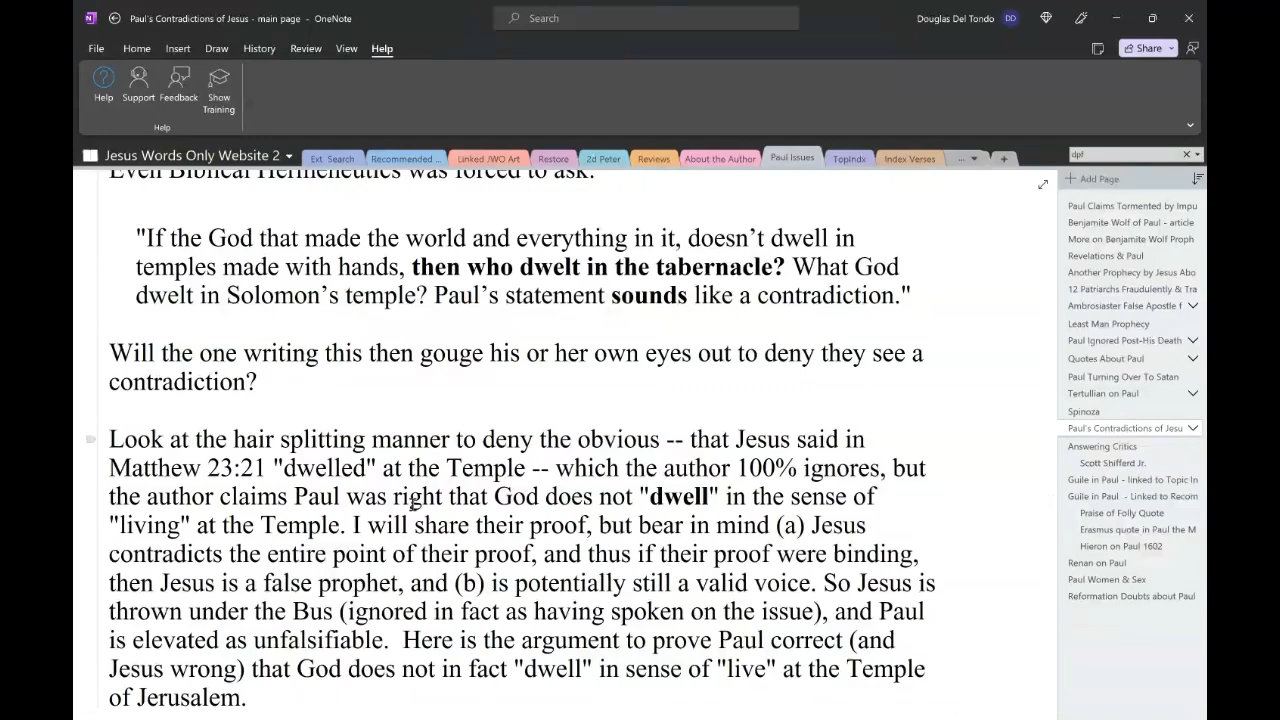 Paul's Contradictions of Jesus - main page - OneNote
Search
Douglas Del Tondo
DD
File Home Insert Draw History Review View Help
Share
Help Support Feedback Show Training
Help
Jesus Words Only Website 2
Ext. Search Recommended ... Linked JWO Art Restore 2d Peter Reviews About the Author Paul Issues Topindx Index Verses ... +
dpf
Even Biblical Hermeneutics was forced to ask:
"If the God that made the world and everything in it, doesn't dwell in
temples made with hands, then who dwelt in the tabernacle? What God
dwelt in Solomon's temple? Paul's statement sounds like a contradiction."
Will the one writing this then gouge his or her own eyes out to deny they see a
contradiction?
Look at the hair splitting manner to deny the obvious -- that Jesus said in
Matthew 23:21 "dwelled" at the Temple -- which the author 100% ignores, but
the author claims Paul was right that God does not "dwell" in the sense of
"living" at the Temple. I will share their proof, but bear in mind (a) Jesus
contradicts the entire point of their proof, and thus if their proof were binding,
then Jesus is a false prophet, and (b) is potentially still a valid voice. So Jesus is
thrown under the Bus (ignored in fact as having spoken on the issue), and Paul
is elevated as unfalsifiable. Here is the argument to prove Paul correct (and
Jesus wrong) that God does not in fact "dwell" in sense of "live" at the Temple
of Jerusalem.
Add Page
Paul Claims Tormented by Impu
Benjamite Wolf of Paul - article
More on Benjamite Wolf Proph
Revelations & Paul
Another Prophecy by Jesus Abo
12 Patriarchs Fraudulently & Tra
Ambrosiaster False Apostle f
Least Man Prophecy
Paul Ignored Post-His Death
Quotes About Paul
Paul Turning Over To Satan
Tertullian on Paul
Spinoza
Paul's Contradictions of Jesu
Answering Critics
Scott Shifferd Jr.
Guile in Paul - linked to Topic In
Guile in Paul - Linked to Recom
Praise of Folly Quote
Erasmus quote in Paul the M
Hieron on Paul 1602
Renan on Paul
Paul Women & Sex
Reformation Doubts about Paul